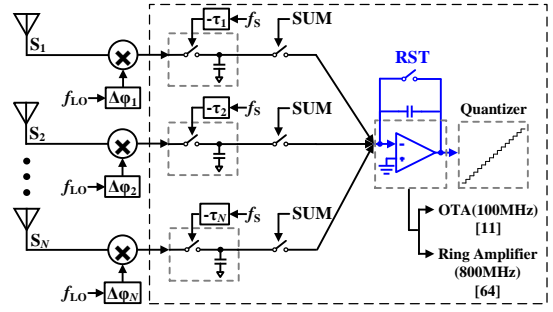 -τ1 fS SUM
S1
fLO Δφ1
RST
-τ2 fS SUM
S2
fLO Δφ2
Quantizer
-τN fS SUM
SN
fLO ΔφN
OTA(100MHz)
[11]
Ring Amplifier
(800MHz)
[64]